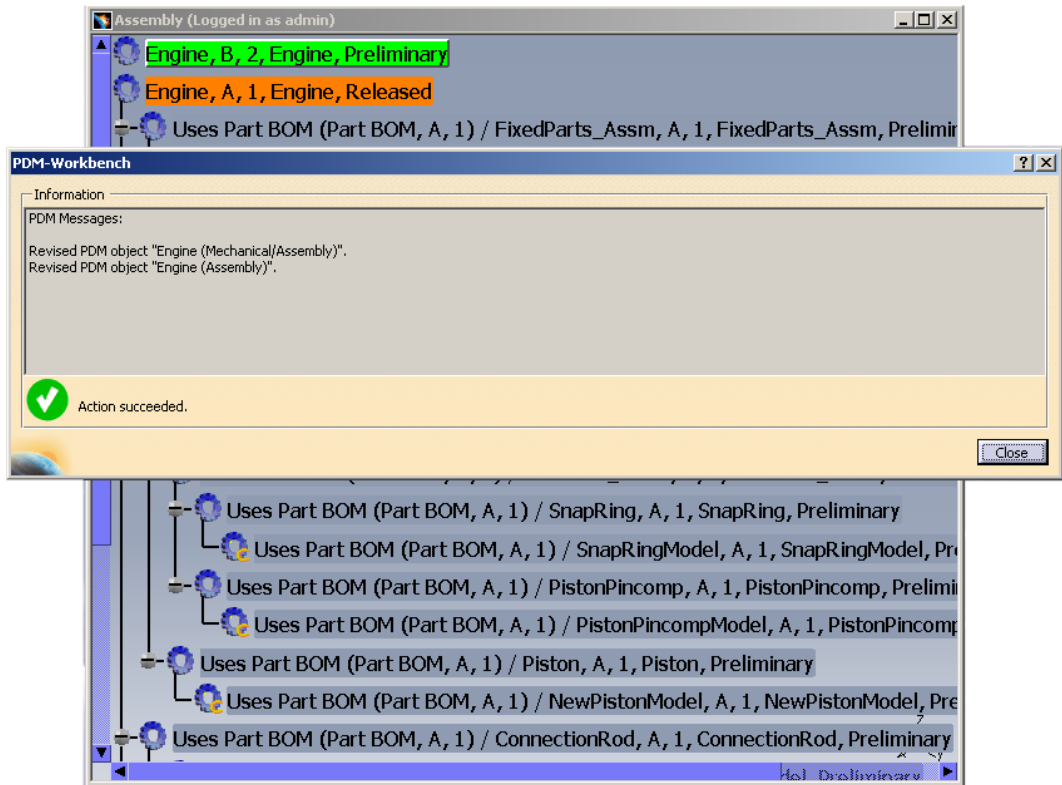 Assembly (Logged in as admin)
Engine, B, 2, Engine, Preliminary
Engine, A, 1, Engine, Released
Uses Part BOM (Part BOM, A, 1) / FixedParts_Assm, A, 1, FixedParts_Assm, Prelimin
PDM-Workbench
Information
PDM Messages:
Revised PDM object "Engine (Mechanical/Assembly)".
Revised PDM object "Engine (Assembly)".
Action succeeded.
Close
Uses Part BOM (Part BOM, A, 1) / SnapRing, A, 1, SnapRing, Preliminary
Uses Part BOM (Part BOM, A, 1) / SnapRingModel, A, 1, SnapRingModel, Pre
Uses Part BOM (Part BOM, A, 1) / PistonPincomp, A, 1, PistonPincomp, Prelimi
Uses Part BOM (Part BOM, A, 1) / PistonPincompModel, A, 1, PistonPincomp
Uses Part BOM (Part BOM, A, 1) / Piston, A, 1, Piston, Preliminary
Uses Part BOM (Part BOM, A, 1) / NewPistonModel, A, 1, NewPistonModel, Pre
z
Uses Part BOM (Part BOM, A, 1) / ConnectionRod, A, 1, ConnectionRod, Preliminary
x y